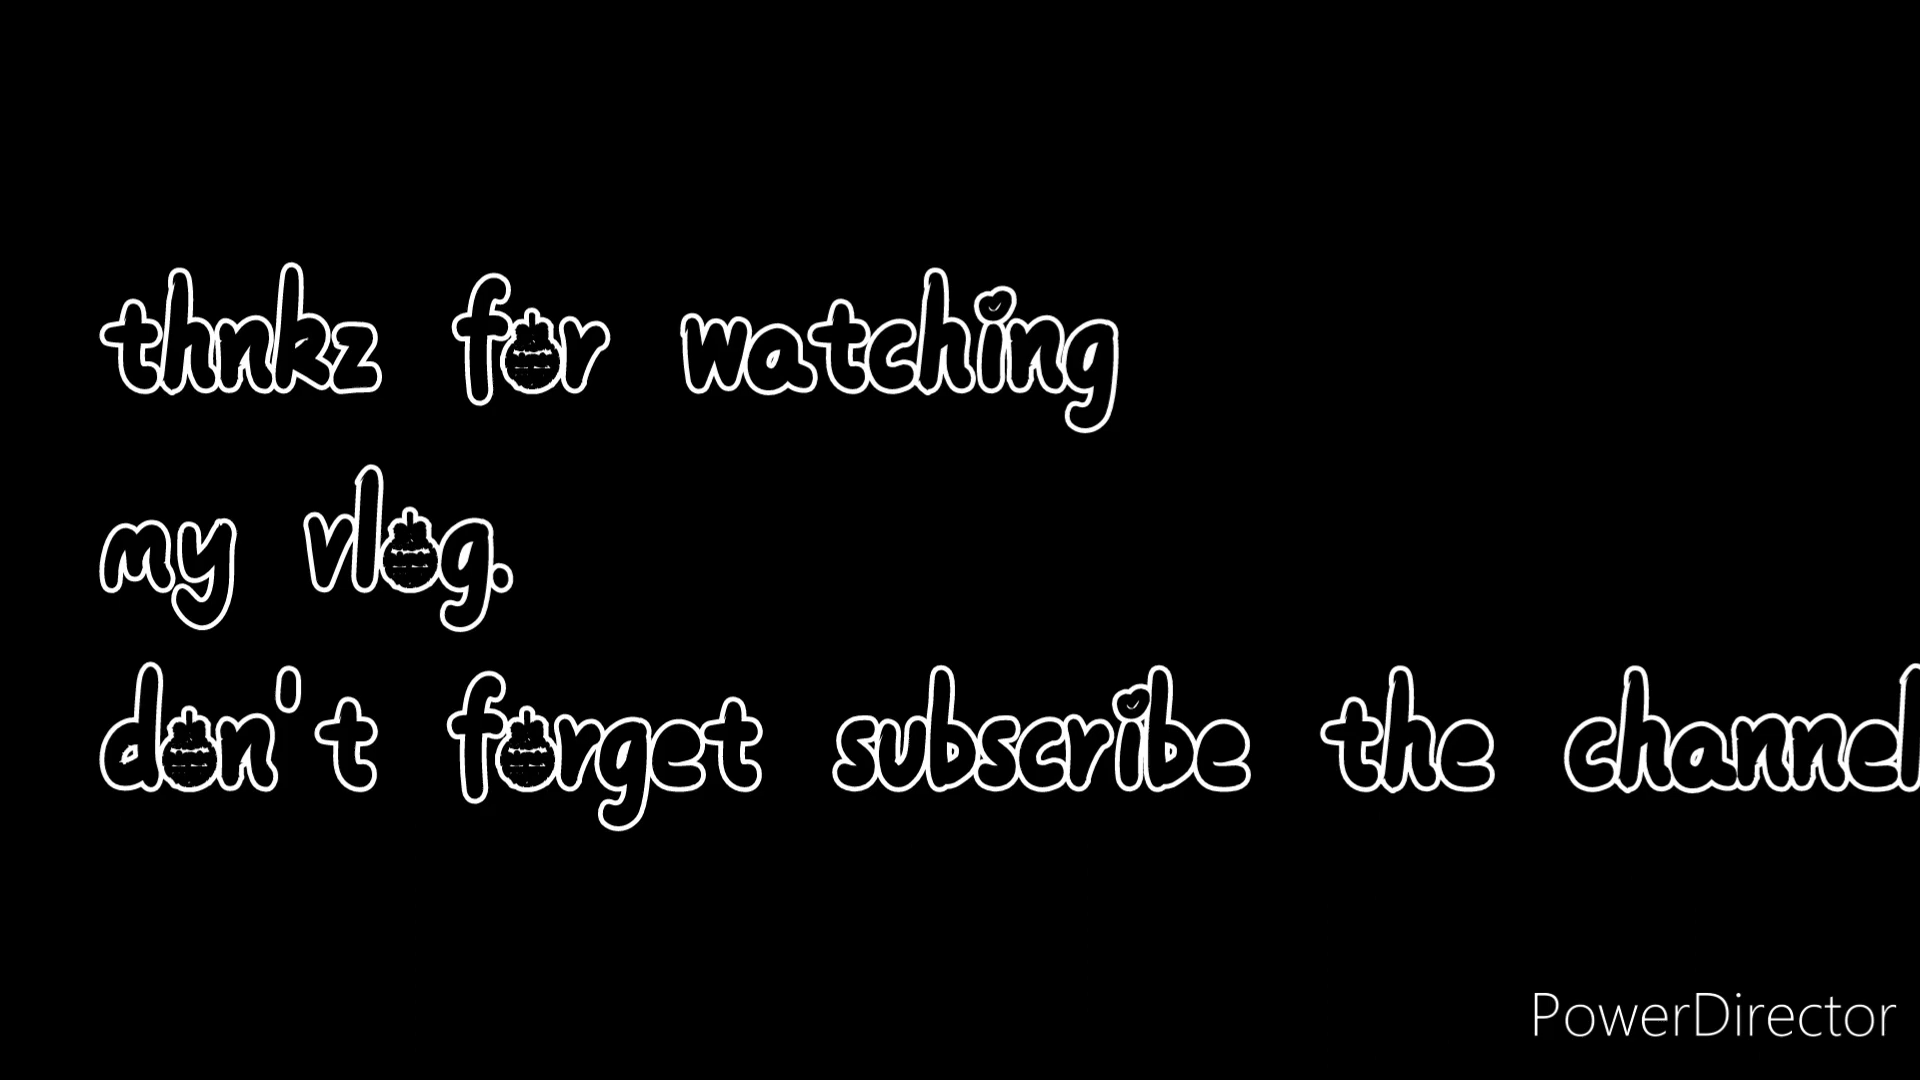 thnkz for watching
my vlog.
don't forget subscribe the channel
PowerDirector